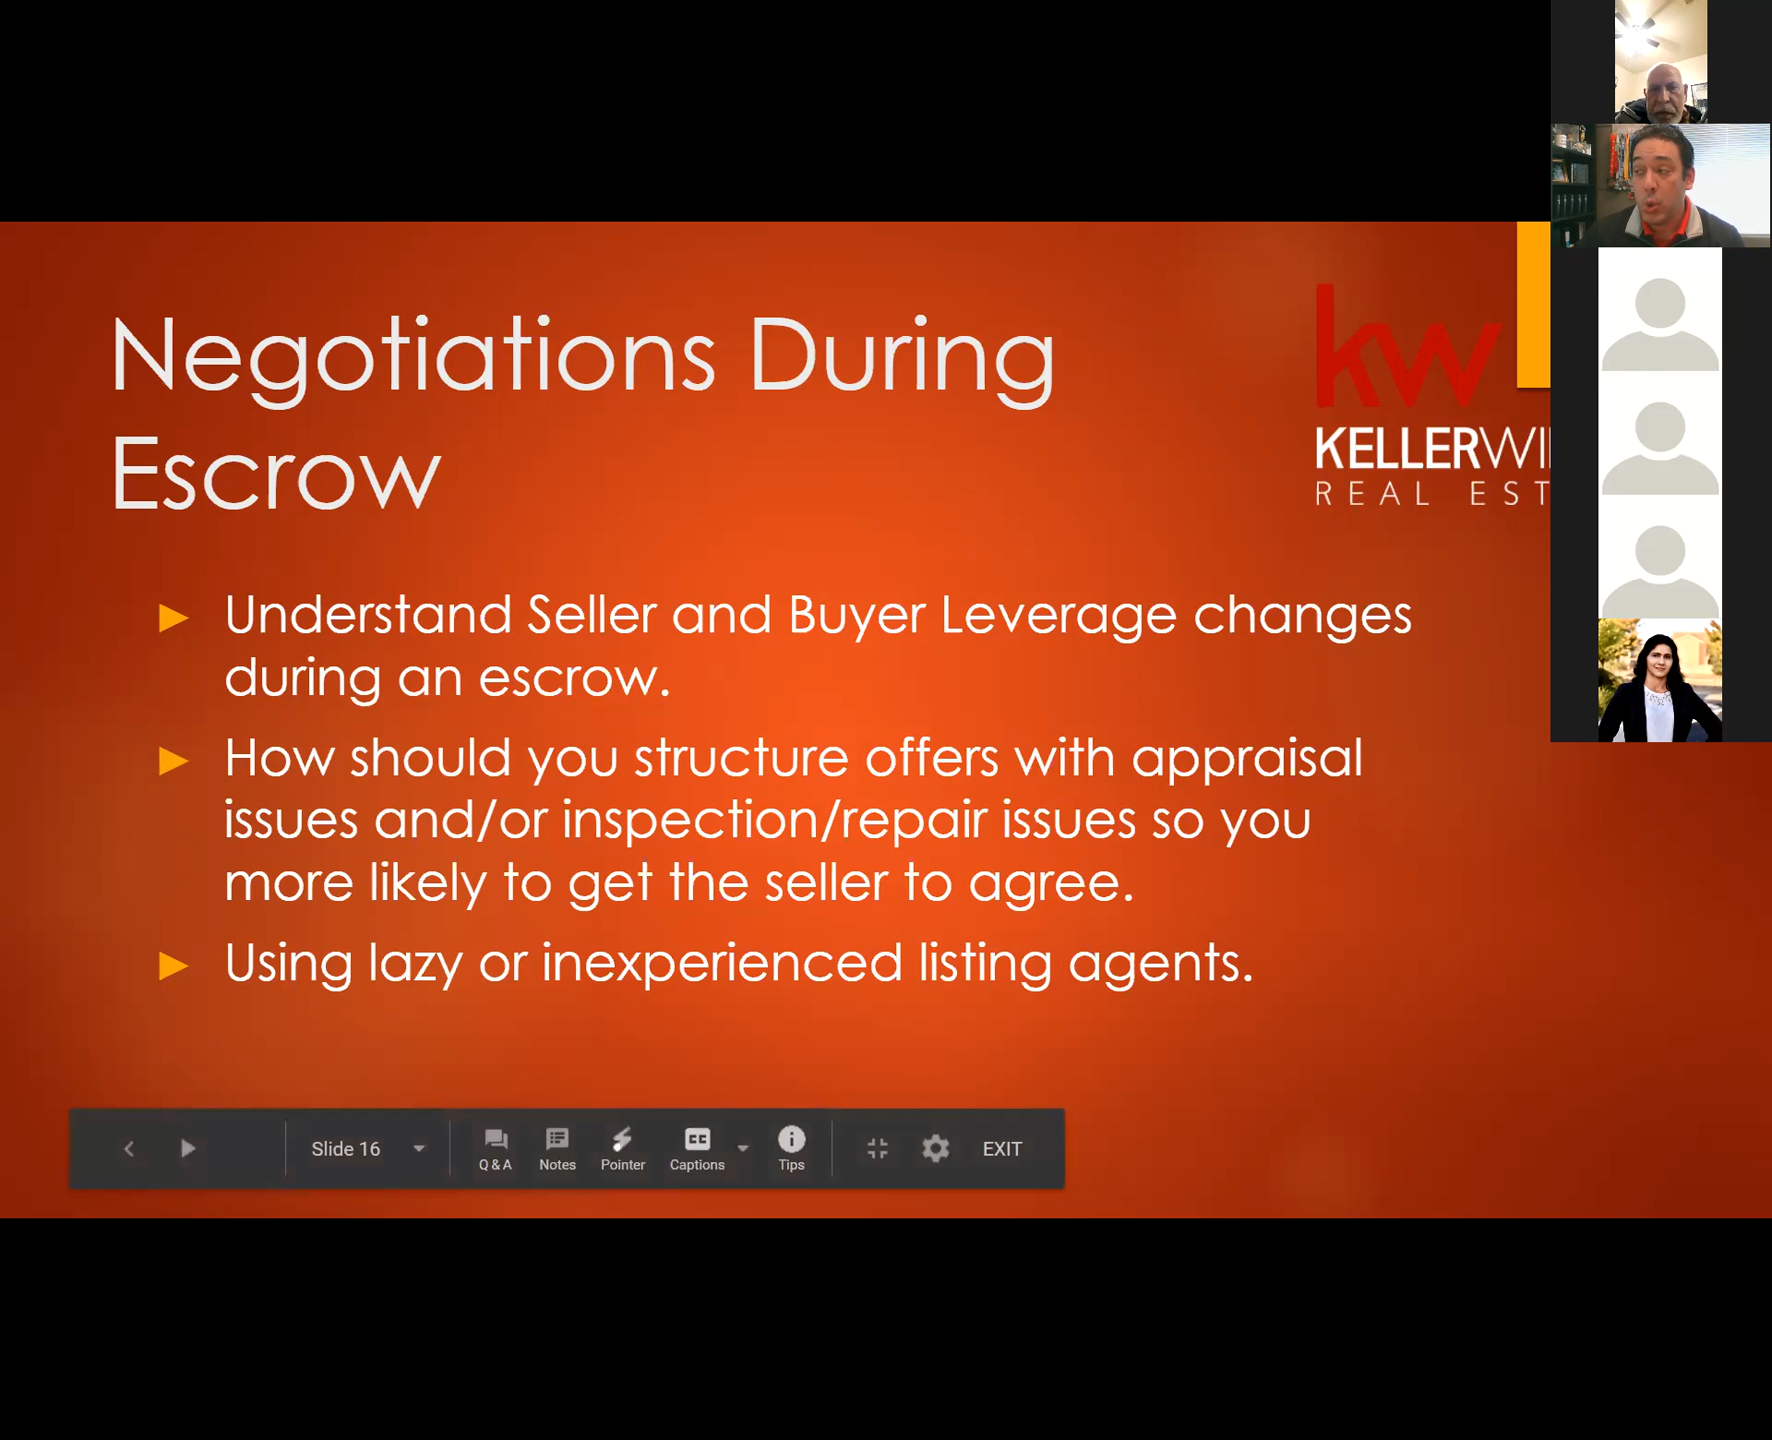 Negotiations During
Escrow
kw
KELLERWI
REAL EST
► Understand Seller and Buyer Leverage changes
during an escrow.
► How should you structure offers with appraisal
issues and/or inspection/repair issues so you
more likely to get the seller to agree.
► Using lazy or inexperienced listing agents.
Slide 16
Q & A
Notes
Pointer
CC
Captions
Tips
EXIT